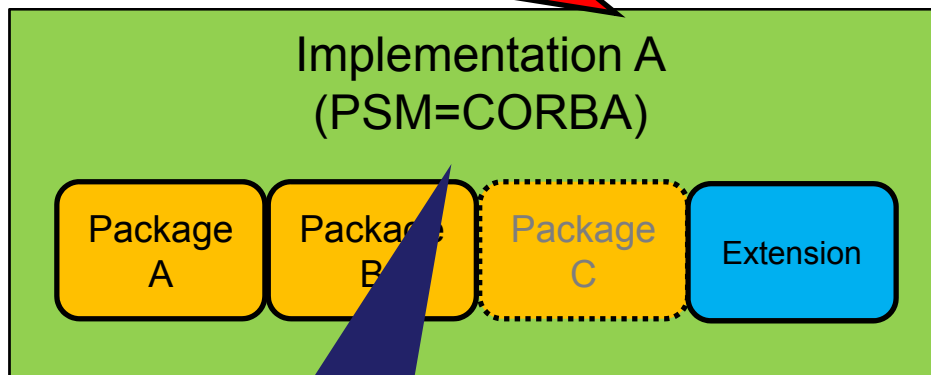 Implementation A
(PSM=CORBA)
Package
A
Package
B
Package
C
Extension